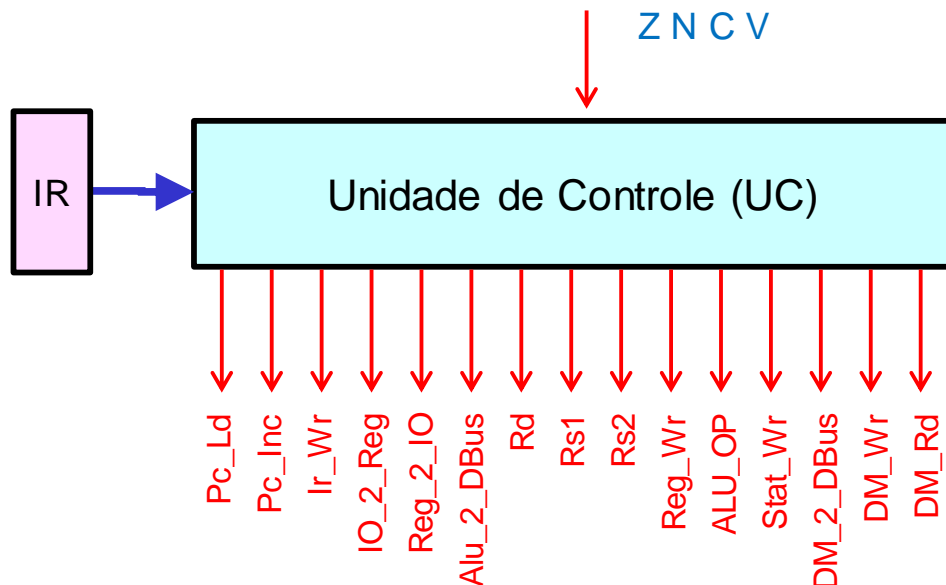 Z N C V
IR
Unidade de Controle (UC)
Pc_Ld
Pc_Inc
Ir_Wr
IO_2_Reg
Reg_2_IO
Alu_2_DBus
Rd
Rs1
Rs2
Reg_Wr
ALU_OP
Stat_Wr
DM_2_DBus
DM_Wr
DM_Rd